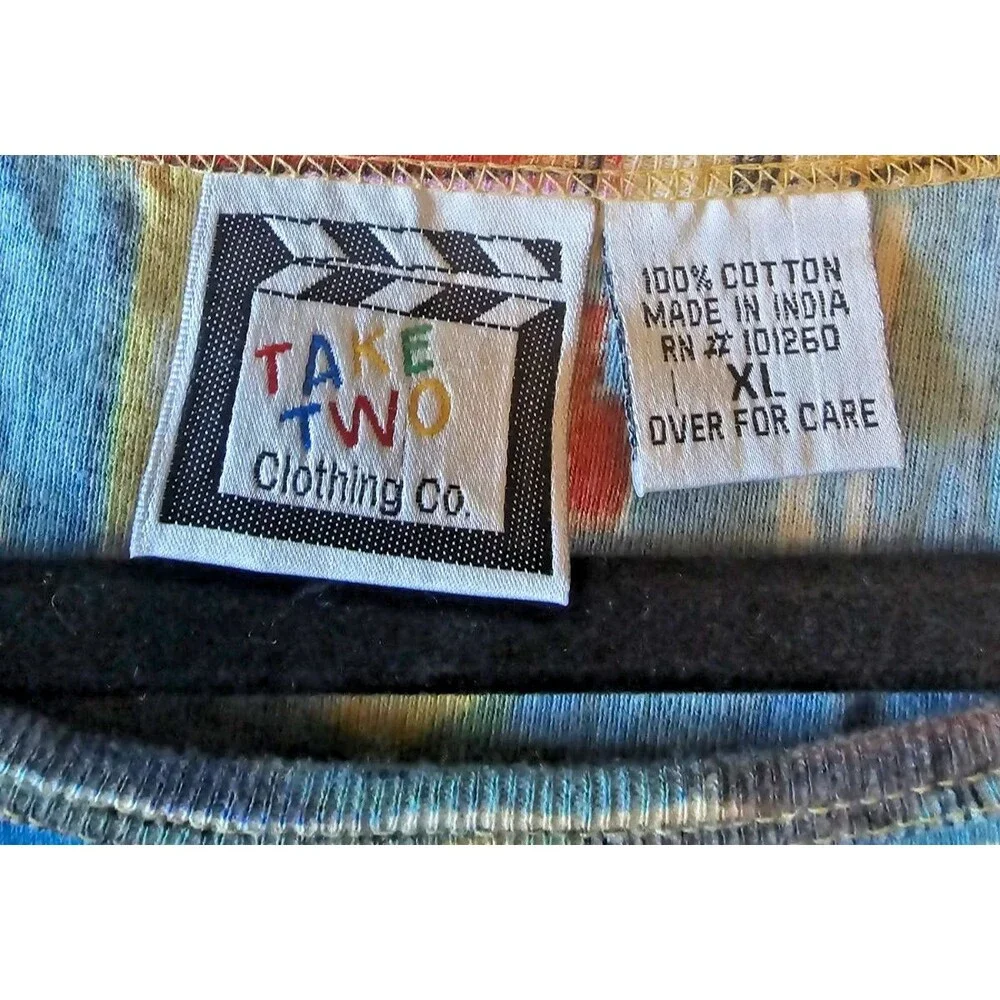 TAKE
TWO
Clothing Co.
100% COTTON
MADE IN INDIA
RN # 101260
XL
OVER FOR CARE